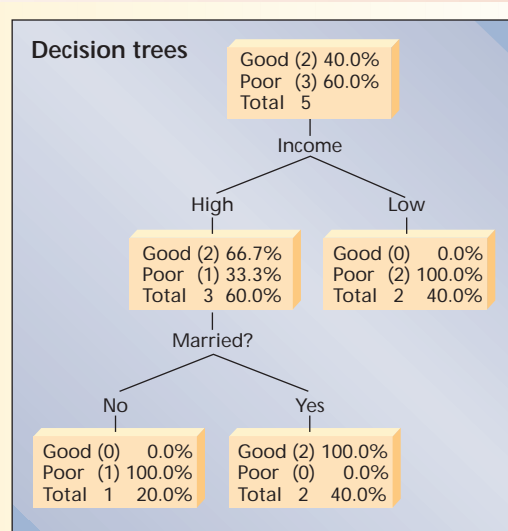 Decision trees
Good (2) 40.0%
Poor (3) 60.0%
Total 5
Income
High
Low
Good (2) 66.7%
Poor (1) 33.3%
Total 3 60.0%
Good (0) 0.0%
Poor (2) 100.0%
Total 2 40.0%
Married?
No
Yes
Good (0) 0.0%
Poor (1) 100.0%
Total 1 20.0%
Good (2) 100.0%
Poor (0) 0.0%
Total 2 40.0%